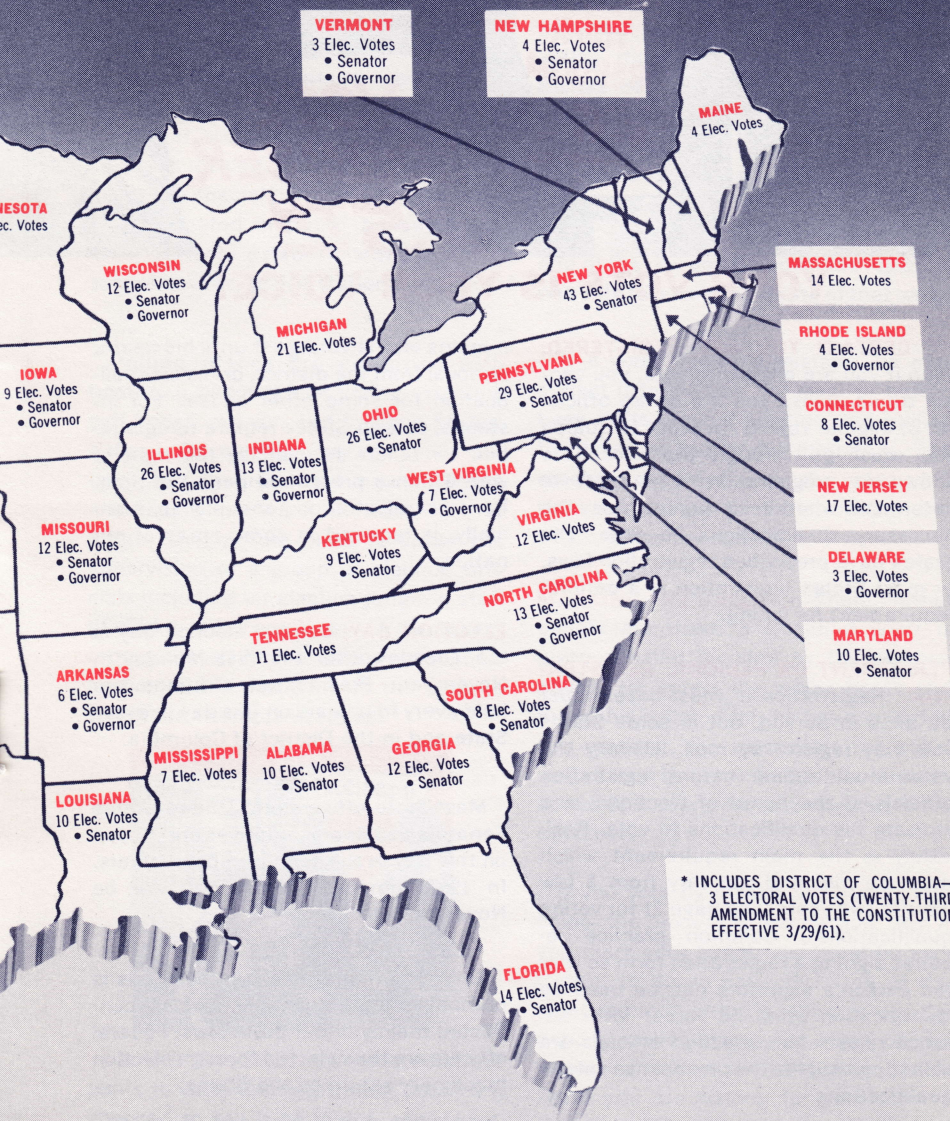 VERMONT
3 Elec. Votes
• Senator
• Governor
NEW HAMPSHIRE
4 Elec. Votes
• Senator
• Governor
MAINE
4 Elec. Votes
NESOTA
ec. Votes
WISCONSIN
12 Elec. Votes
• Senator
• Governor
MICHIGAN
21 Elec. Votes
NEW YORK
43 Elec. Votes
• Senator
MASSACHUSETTS
14 Elec. Votes
RHODE ISLAND
4 Elec. Votes
• Governor
CONNECTICUT
8 Elec. Votes
• Senator
NEW JERSEY
17 Elec. Votes
DELAWARE
3 Elec. Votes
• Governor
MARYLAND
10 Elec. Votes
• Senator
IOWA
9 Elec. Votes
• Senator
• Governor
ILLINOIS
26 Elec. Votes
• Senator
• Governor
INDIANA
13 Elec. Votes
• Senator
• Governor
OHIO
26 Elec. Votes
• Senator
PENNSYLVANIA
29 Elec. Votes
• Senator
WEST VIRGINIA
7 Elec. Votes
• Governor
VIRGINIA
12 Elec. Votes
MISSOURI
12 Elec. Votes
• Senator
• Governor
KENTUCKY
9 Elec. Votes
• Senator
NORTH CAROLINA
13 Elec. Votes
• Senator
• Governor
TENNESSEE
11 Elec. Votes
ARKANSAS
6 Elec. Votes
• Senator
• Governor
SOUTH CAROLINA
8 Elec. Votes
• Senator
MISSISSIPPI
7 Elec. Votes
ALABAMA
10 Elec. Votes
• Senator
GEORGIA
12 Elec. Votes
• Senator
LOUISIANA
10 Elec. Votes
• Senator
FLORIDA
14 Elec. Votes
• Senator
* INCLUDES DISTRICT OF COLUMBIA—
3 ELECTORAL VOTES (TWENTY-THIRD
AMENDMENT TO THE CONSTITUTION
EFFECTIVE 3/29/61).